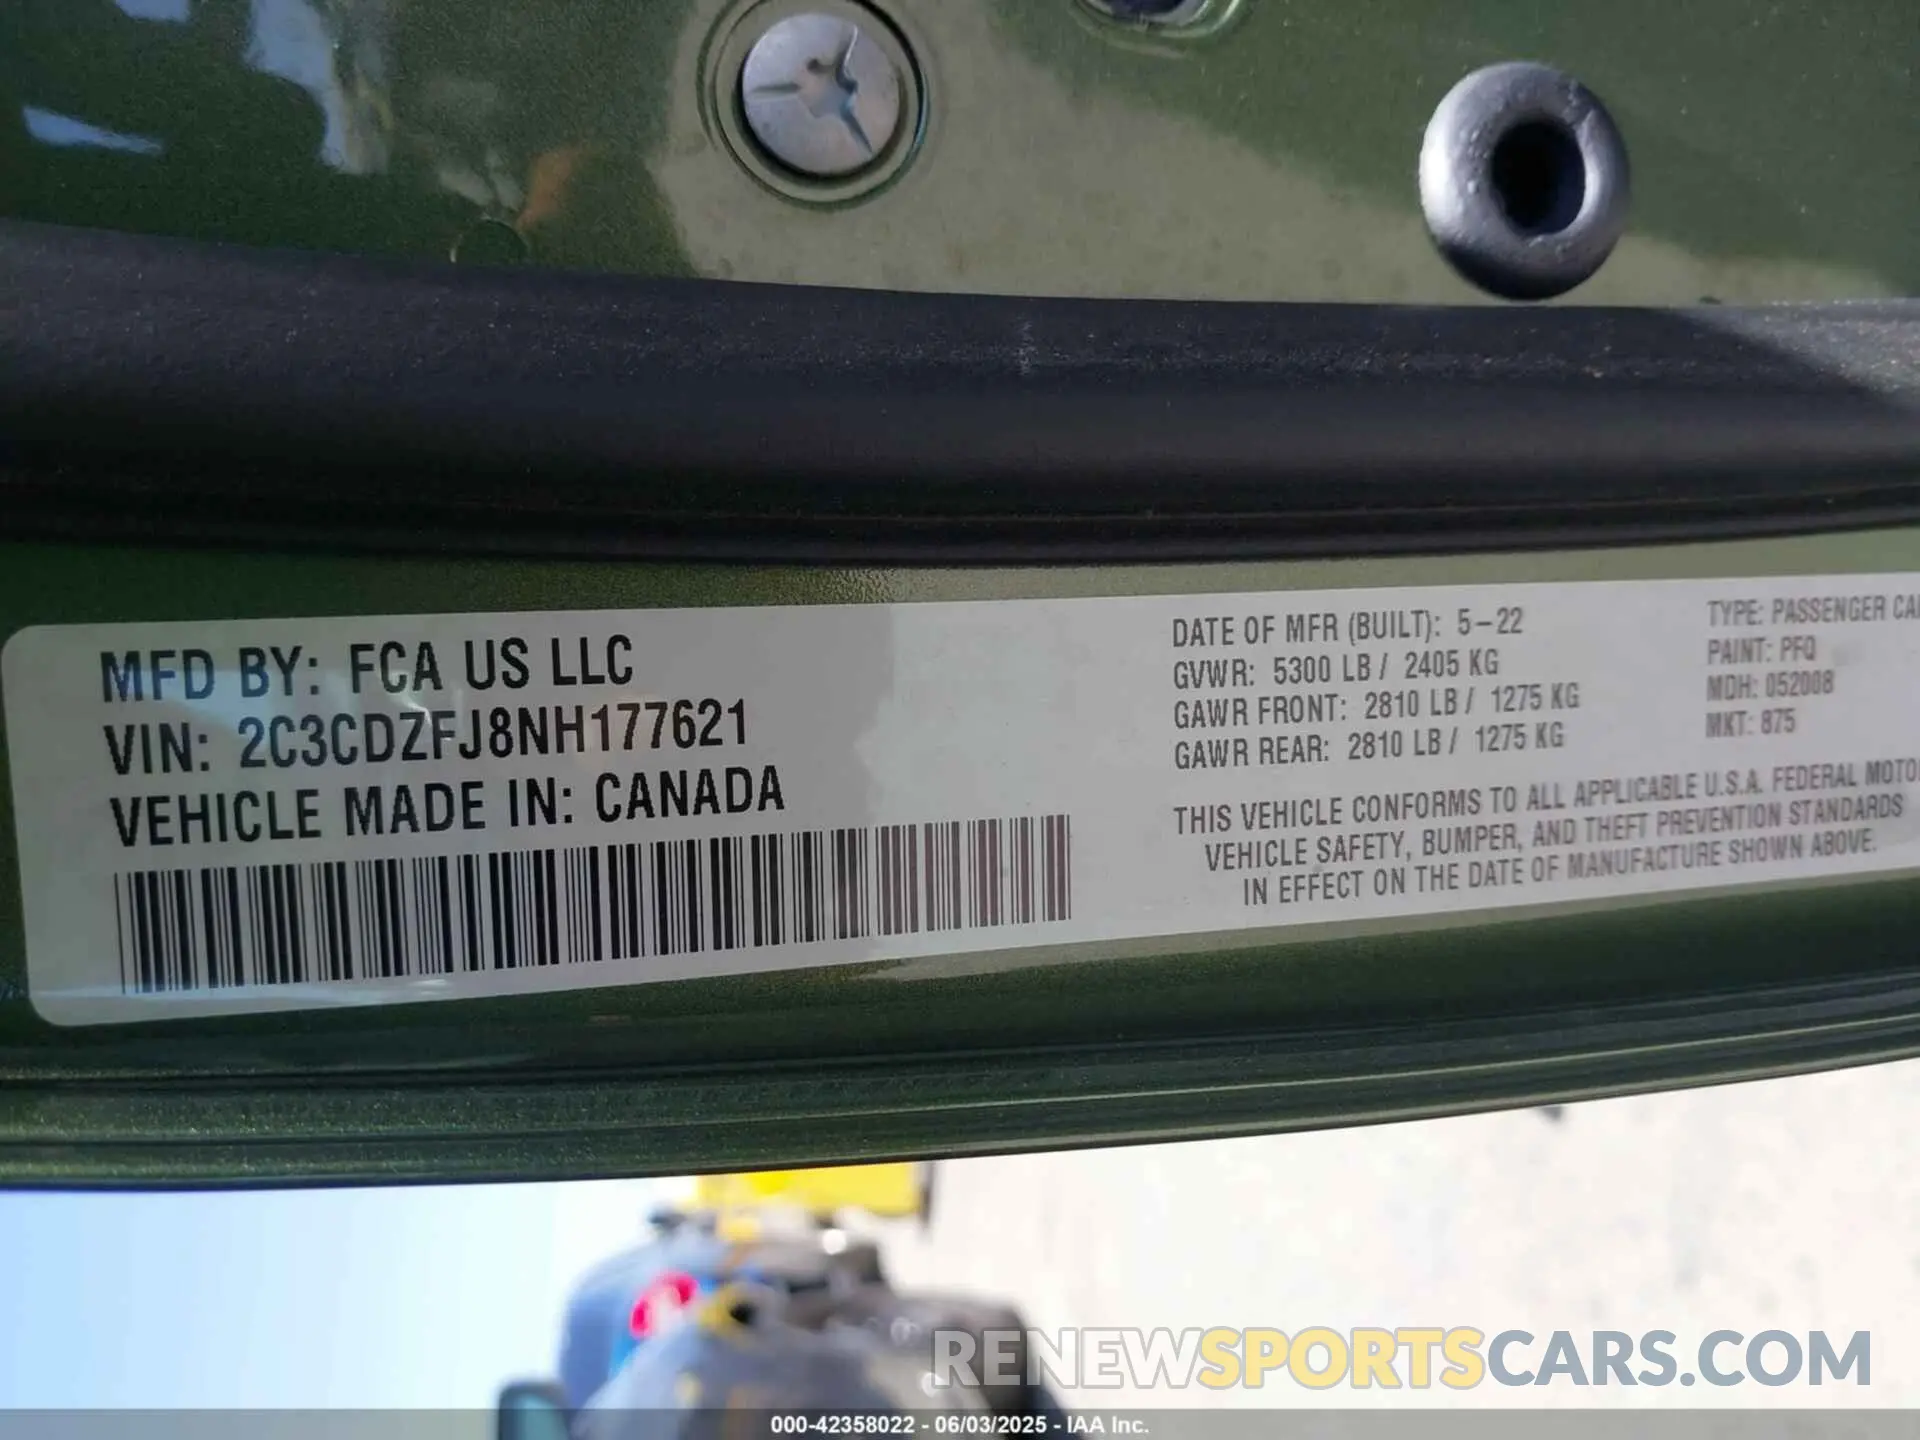 MFD BY: FCA US LLC
VIN: 2C3CDZFJ8NH177621
VEHICLE MADE IN: CANADA
DATE OF MFR (BUILT): 5-22
GVWR: 5300 LB / 2405 KG
GAWR FRONT: 2810 LB / 1275 KG
GAWR REAR: 2810 LB / 1275 KG
TYPE: PASSENGER CA
PAINT: PFQ
MDH: 052008
MKT: 875
THIS VEHICLE CONFORMS TO ALL APPLICABLE U.S.A. FEDERAL MOTO
VEHICLE SAFETY, BUMPER, AND THEFT PREVENTION STANDARDS
IN EFFECT ON THE DATE OF MANUFACTURE SHOWN ABOVE.
RENEWSPORTSCARS.COM
000-42358022 - 06/03/2025 - IAA Inc.